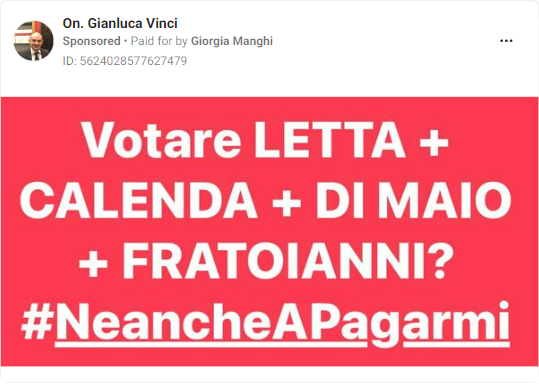 On. Gianluca Vinci
Sponsored • Paid for by Giorgia Manghi
ID: 5624028577627479
Votare LETTA +
CALENDA + DI MAIO
+ FRATOIANNI?
#NeancheAPagarmi